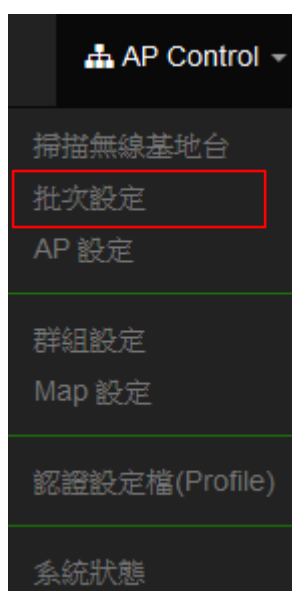 AP Control
掃描無線基地台
批次設定
AP 設定
群組設定
Map 設定
認證設定檔(Profile)
系統狀態